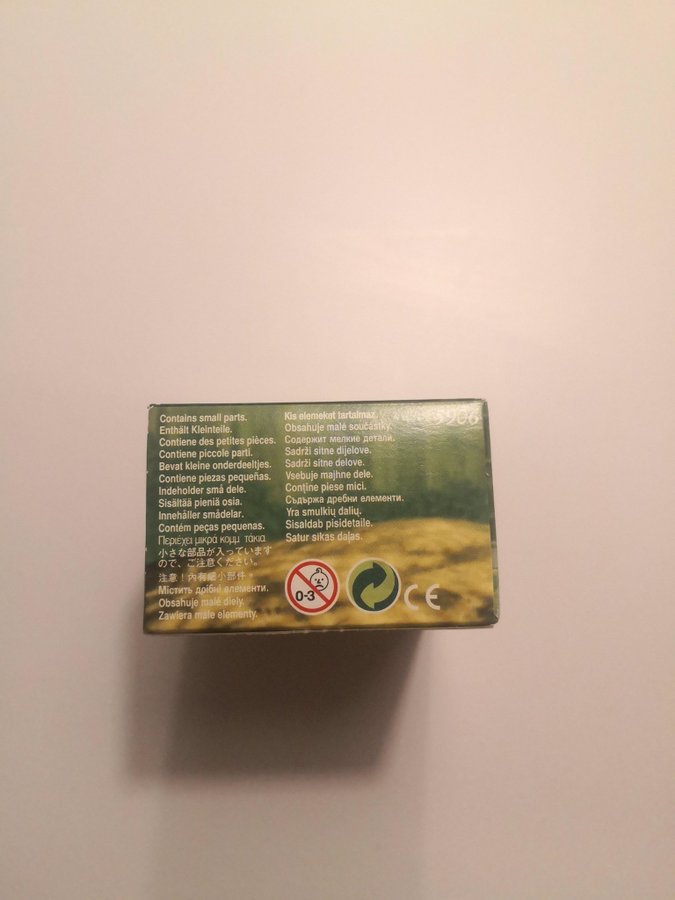 Contains small parts.
Enthält Kleinteile.
Contiene des petites pièces.
Contiene piccole parti.
Bevat kleine onderdeeltjes.
Contiene piezas pequeñas.
Indeholder små dele.
Sisältää pieniä osia.
Innehåller smådelar.
Contém peças pequenas.
Περιέχει μικρά κομμ τάκια
小さな部品が入っています
ので、ご注意ください。
注意！內有細小部件。
Містить дрібні елементи.
Obsahuje malé diely.
Zawiera małe elementy.
Kis elemeket tartalmaz.
Obsahuje malé součástky.
Содержит мелкие детали.
Sadrži sitne dijelove.
Sadrži sitne delove.
Vsebuje majhne dele.
Conţine piese mici.
Съдържа дребни елементи.
Yra smulkių dalių.
Sisaldab pisidetaile.
Satur sīkas daļas.
0-3
CE